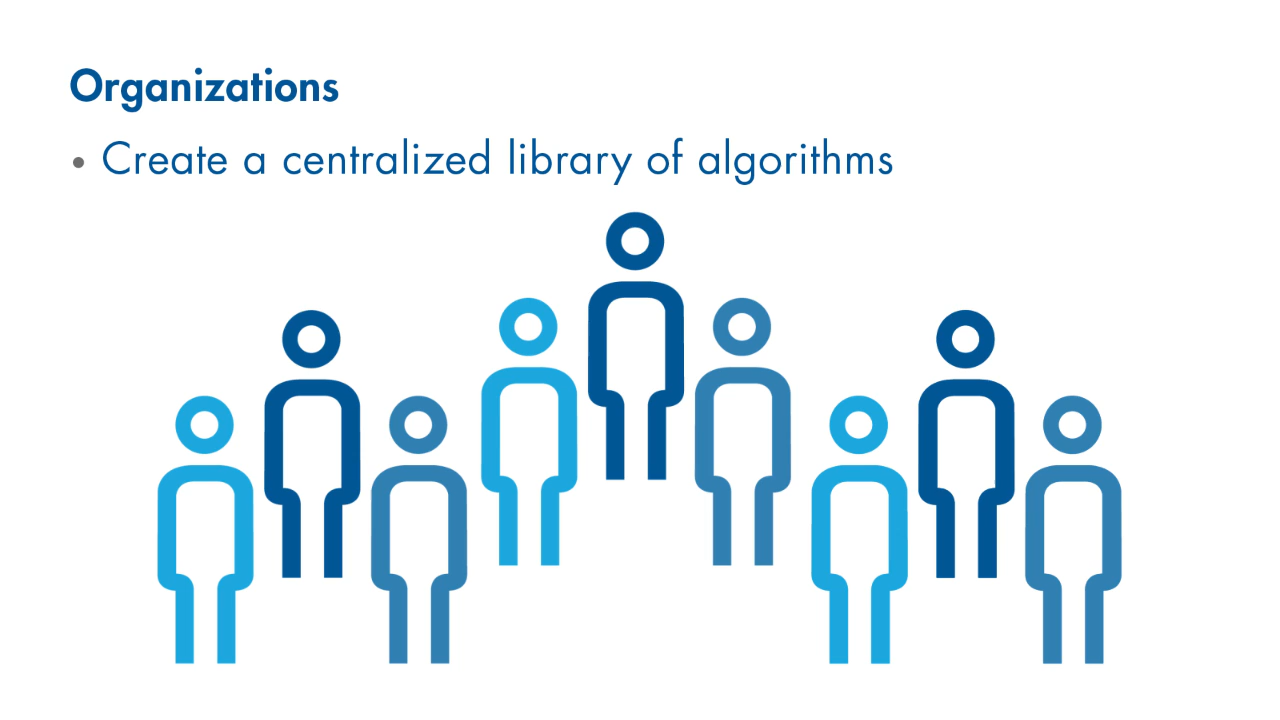 Organizations
• Create a centralized library of algorithms